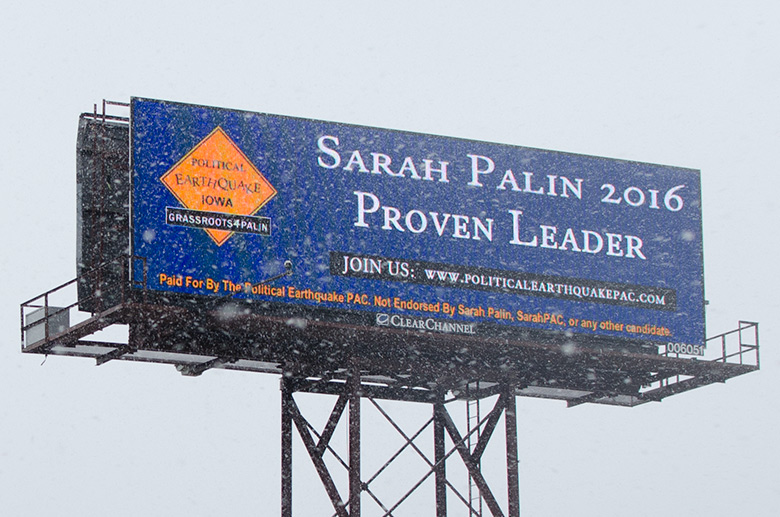 POLITICAL
EARTHQUAKE
IOWA
GRASSROOTS4PALIN
SARAH PALIN 2016
PROVEN LEADER
JOIN US: WWW.POLITICALEARTHQUAKEPAC.COM
*Paid For By The Political Earthquake PAC. Not Endorsed By Sarah Palin, SarahPAC, or any other candidate.
CLEARCHANNEL
006051